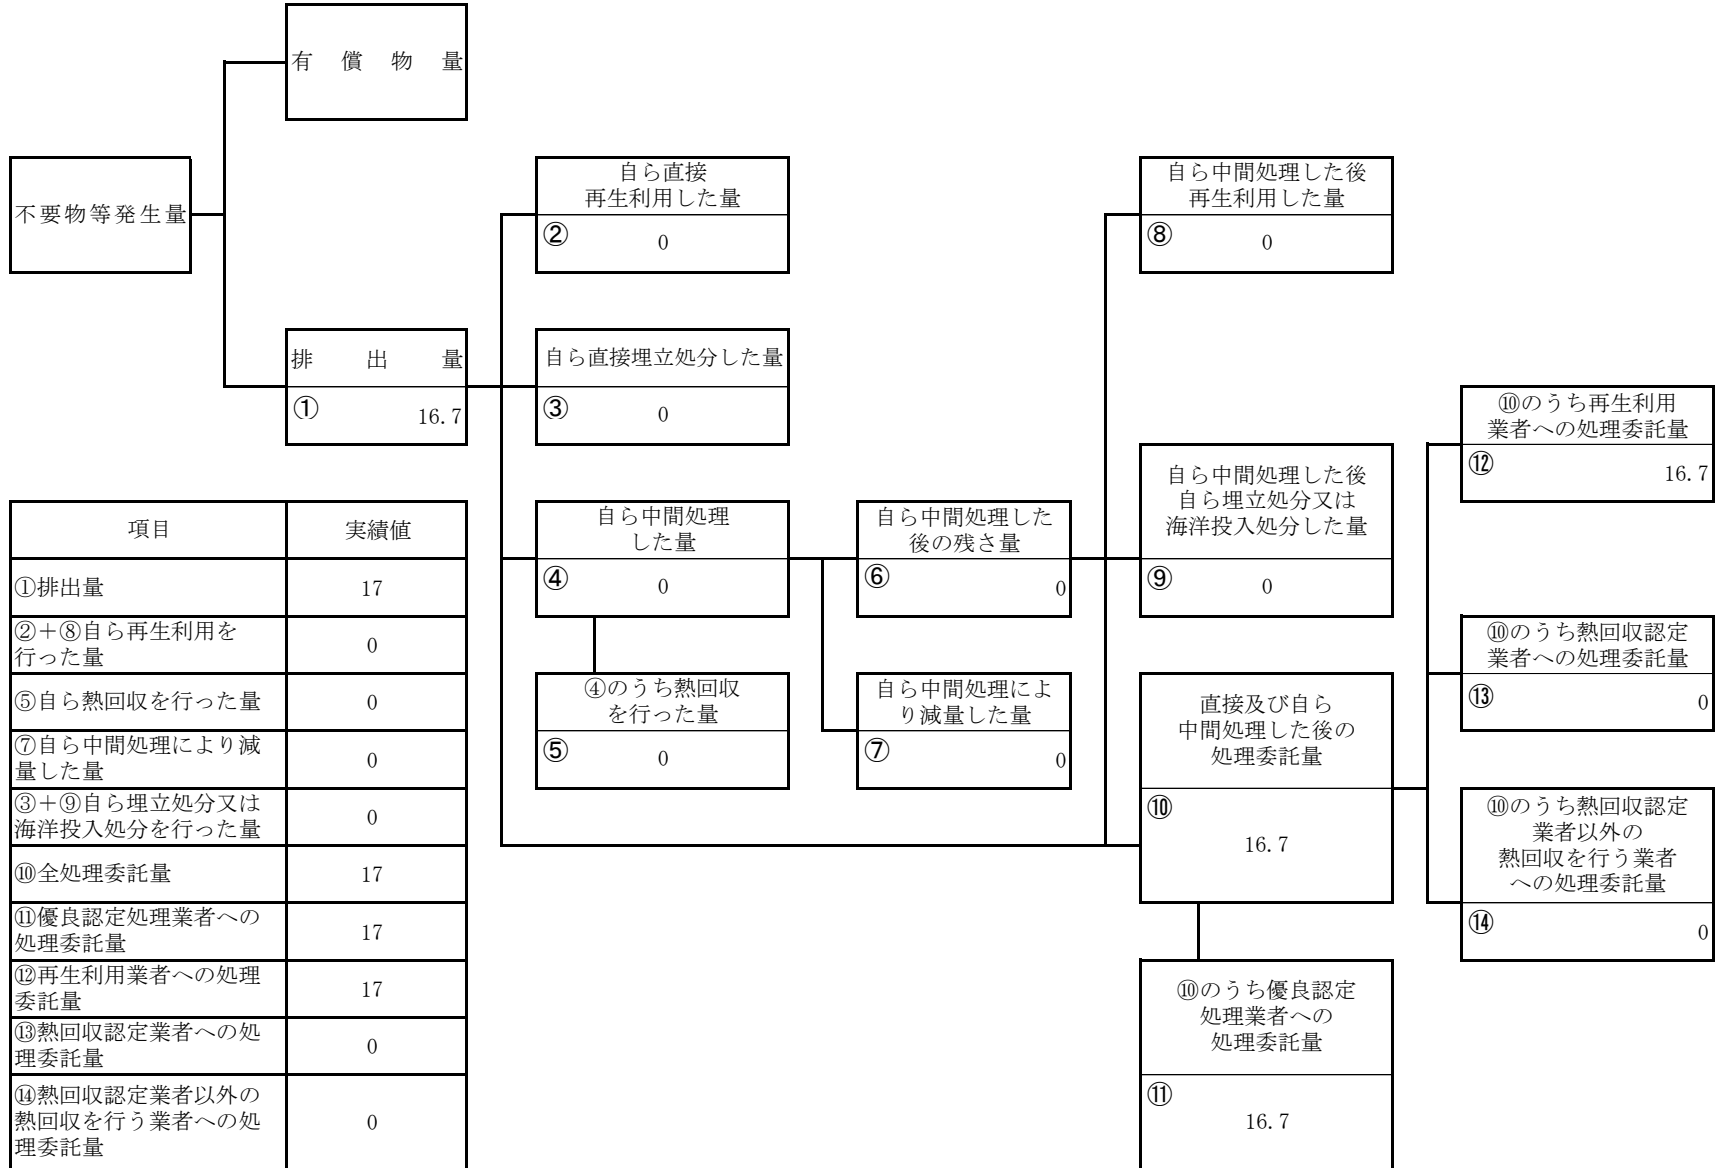 有償物量
不要物等発生量
排出量
①
16.7
自ら直接
再生利用した量
②
0
自ら直接埋立処分した量
③
0
自ら中間処理
した量
④
0
④のうち熱回収
を行った量
⑤
0
自ら中間処理した
後の残さ量
⑥
0
自ら中間処理によ
り減量した量
⑦
0
自ら中間処理した後
再生利用した量
⑧
0
自ら中間処理した後
自ら埋立処分又は
海洋投入処分した量
⑨
0
直接及び自ら
中間処理した後の
処理委託量
⑩
16.7
⑩のうち優良認定
処理業者への
処理委託量
⑪
16.7
⑩のうち再生利用
業者への処理委託量
⑫
16.7
⑩のうち熱回収認定
業者への処理委託量
⑬
0
⑩のうち熱回収認定
業者以外の
熱回収を行う業者
への処理委託量
⑭
0
項目 実績値
①排出量 17
②＋⑧自ら再生利用を
行った量 0
⑤自ら熱回収を行った量 0
⑦自ら中間処理により減
量した量 0
③＋⑨自ら埋立処分又は
海洋投入処分を行った量 0
⑩全処理委託量 17
⑪優良認定処理業者への
処理委託量 17
⑫再生利用業者への処理
委託量 17
⑬熱回収認定業者への処
理委託量 0
⑭熱回収認定業者以外の
熱回収を行う業者への処
理委託量 0